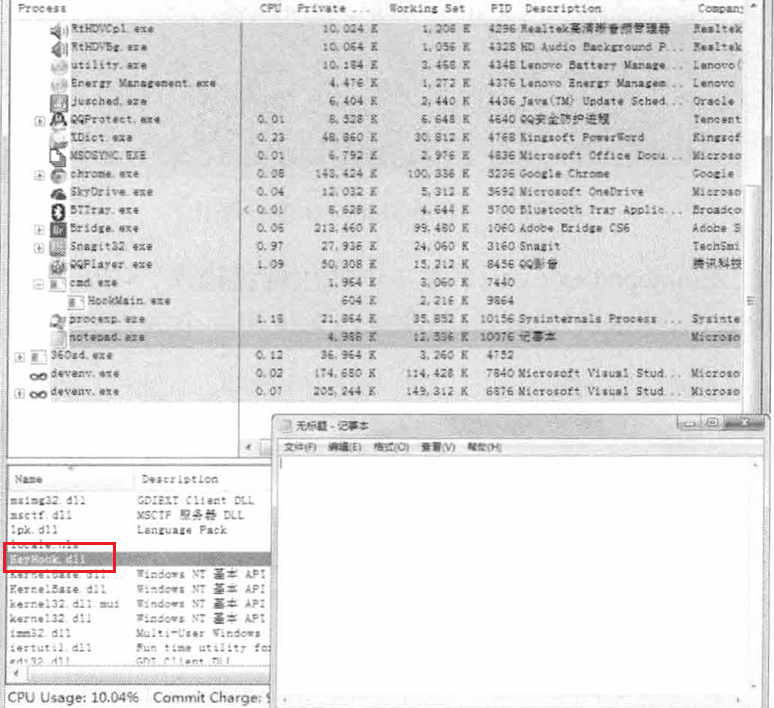 Process CPU Private ... Working Set PID Description Company
RtHDVCpl.exe 10,024 K 1,208 K 4296 Realtek高清晰音频管理器 Realtek
RtHDVBg.exe 10,064 K 1,056 K 4328 HD Audio Background P... Realtek
utility.exe 10,184 K 2,468 K 4348 Lenovo Battery Manage... Lenovo(
Energy Management.exe 4,476 K 1,272 K 4376 Lenovo Energy Managem... Lenovo
jusched.exe 6,404 K 2,440 K 4436 Java(TM) Update Sched... Oracle
QQProtect.exe 0.01 8,528 K 6,648 K 4640 QQ安全防护进程 Tencent
XDict.exe 0.23 48,860 K 30,812 K 4768 Kingsoft PowerWord Kingsof
MSOSYNC.EXE 0.01 6,792 K 2,976 K 4836 Microsoft Office Docu... Microso
chrome.exe 0.08 143,424 K 100,336 K 5236 Google Chrome Google
SkyDrive.exe 0.04 12,032 K 5,312 K 5692 Microsoft OneDrive Microso
BTTray.exe < 0.01 8,628 K 4,644 K 5700 Bluetooth Tray Applic... Broadco
Bridge.exe 0.06 213,460 K 99,480 K 1060 Adobe Bridge CS6 Adobe S
Snagit32.exe 0.97 27,936 K 24,060 K 3160 Snagit TechSmi
QQPlayer.exe 1.09 50,308 K 15,212 K 8456 QQ影音 腾讯科技
cmd.exe 1,964 K 3,060 K 7440
HookMain.exe 604 K 2,216 K 9864
procexp.exe 1.18 21,864 K 35,852 K 10156 Sysinternals Process ... Sysinte
notepad.exe 4,988 K 12,536 K 10076 记事本 Microso
360sd.exe 0.12 36,964 K 3,260 K 4752
devenv.exe 0.02 174,680 K 114,428 K 7840 Microsoft Visual Stud... Microso
devenv.exe 0.07 205,244 K 149,312 K 6876 Microsoft Visual Stud... Microso
无标题 - 记事本
文件(F) 编辑(E) 格式(O) 查看(V) 帮助(H)
Name Description
msimg32.dll GDIEXT Client DLL
msctf.dll MSCTF 服务器 DLL
lpk.dll Language Pack
locale.nls
KeyHook.dll
KernelBase.dll... Windows NT 基本 API
KernelBase.dll Windows NT 基本 API
kernel32.dll.mui Windows NT 基本 API
kernel32.dll Windows NT 基本 API
imm32.dll Multi-User Windows
iertutil.dll Run time utility fo
gdi32.dll GDI Client DLL
CPU Usage: 10.04% Commit Charge: